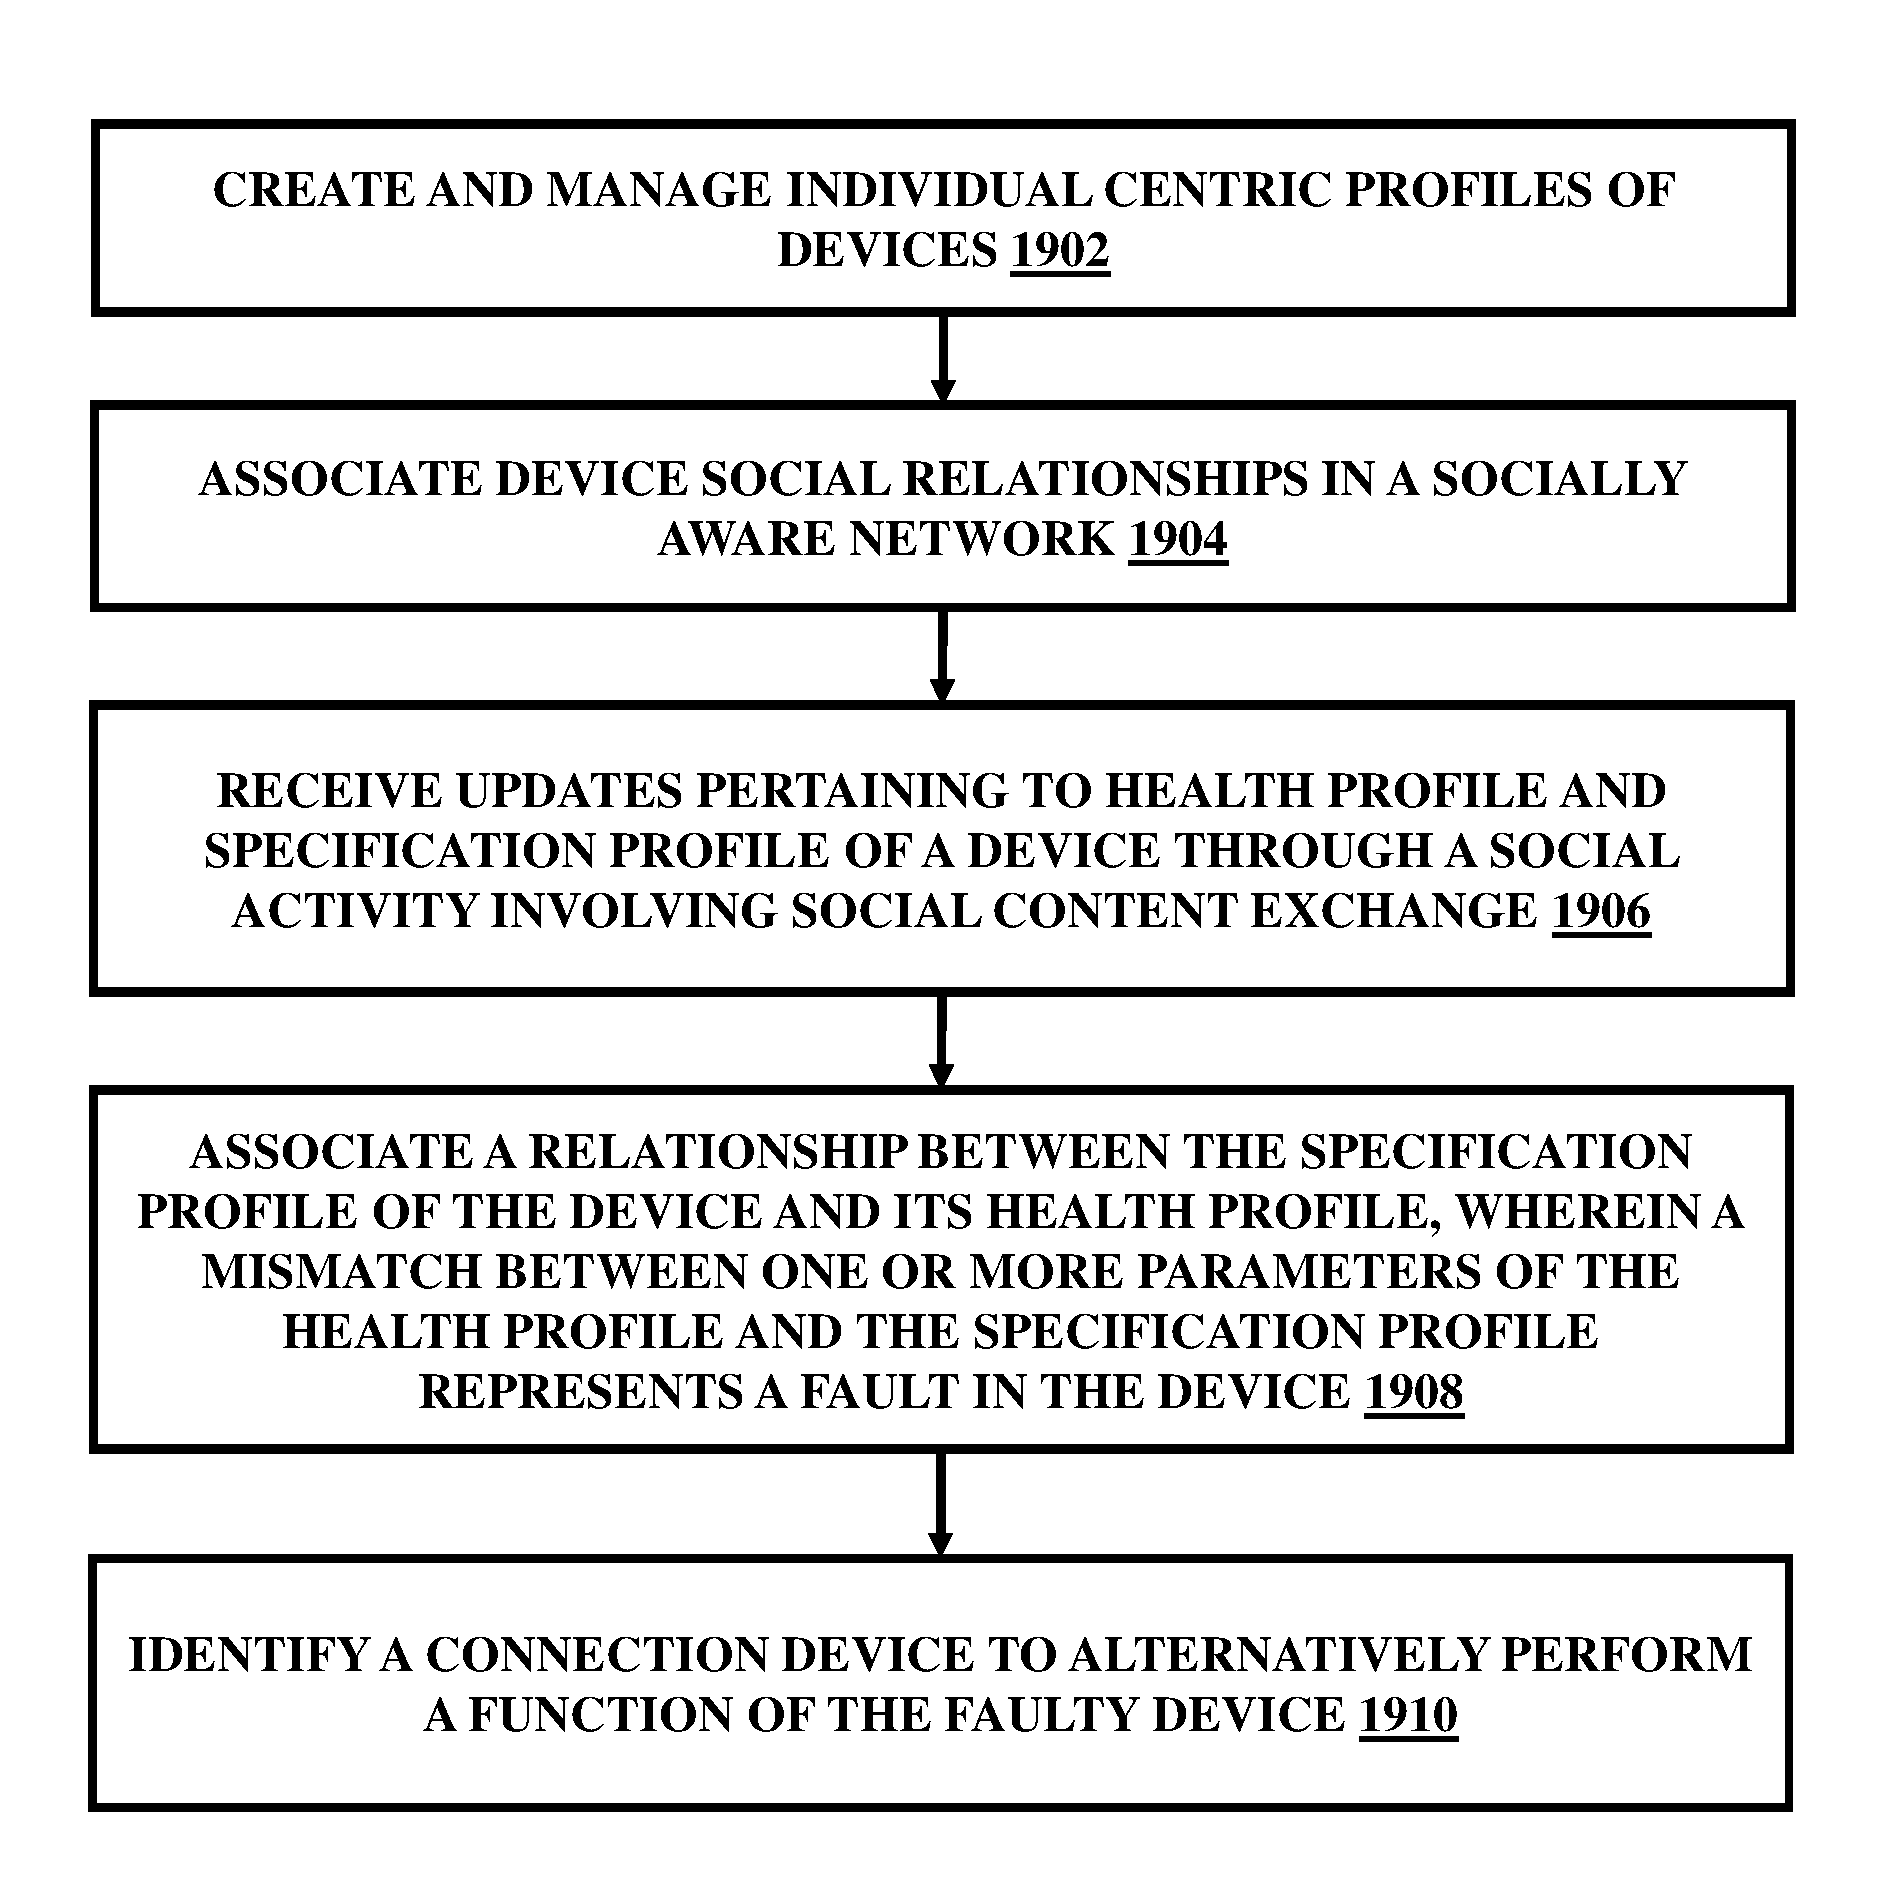 CREATE AND MANAGE INDIVIDUAL CENTRIC PROFILES OF
DEVICES 1902
ASSOCIATE DEVICE SOCIAL RELATIONSHIPS IN A SOCIALLY
AWARE NETWORK 1904
RECEIVE UPDATES PERTAINING TO HEALTH PROFILE AND
SPECIFICATION PROFILE OF A DEVICE THROUGH A SOCIAL
ACTIVITY INVOLVING SOCIAL CONTENT EXCHANGE 1906
ASSOCIATE A RELATIONSHIP BETWEEN THE SPECIFICATION
PROFILE OF THE DEVICE AND ITS HEALTH PROFILE, WHEREIN A
MISMATCH BETWEEN ONE OR MORE PARAMETERS OF THE
HEALTH PROFILE AND THE SPECIFICATION PROFILE
REPRESENTS A FAULT IN THE DEVICE 1908
IDENTIFY A CONNECTION DEVICE TO ALTERNATIVELY PERFORM
A FUNCTION OF THE FAULTY DEVICE 1910